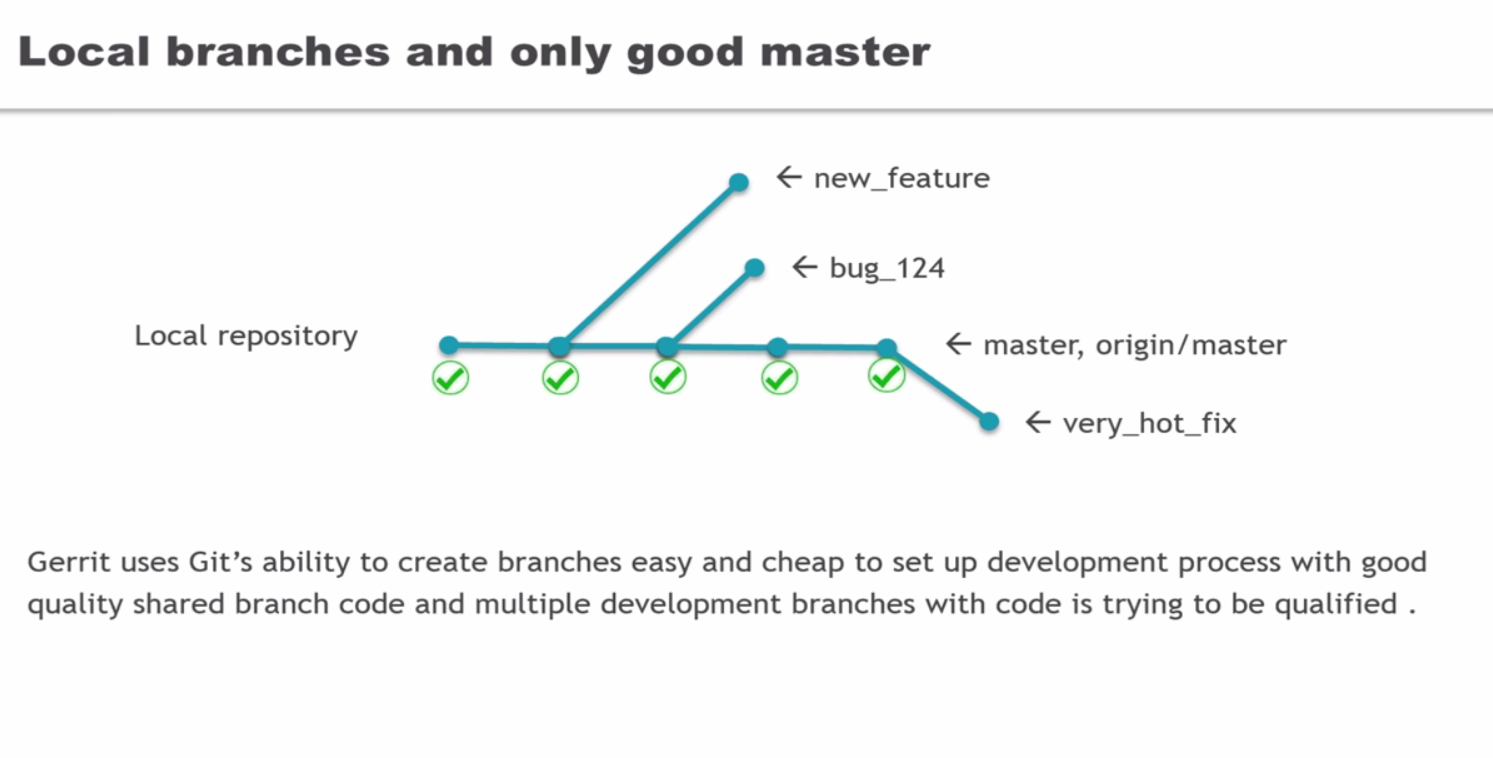 Local branches and only good master
← new_feature
← bug_124
Local repository
← master, origin/master
← very_hot_fix
Gerrit uses Git’s ability to create branches easy and cheap to set up development process with good
quality shared branch code and multiple development branches with code is trying to be qualified .